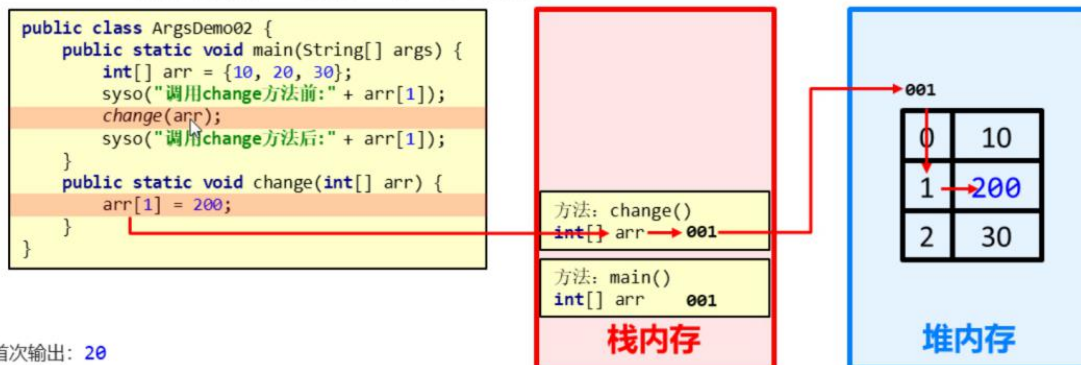 public class ArgsDemo02 {
public static void main(String[] args) {
int[] arr = {10, 20, 30};
syso("调用change方法前:" + arr[1]);
change(arr);
syso("调用change方法后:" + arr[1]);
}
public static void change(int[] arr) {
arr[1] = 200;
}
}
首次输出: 20
方法: change()
int[] arr 001
方法: main()
int[] arr 001
栈内存
001
0 10
1 200
2 30
堆内存